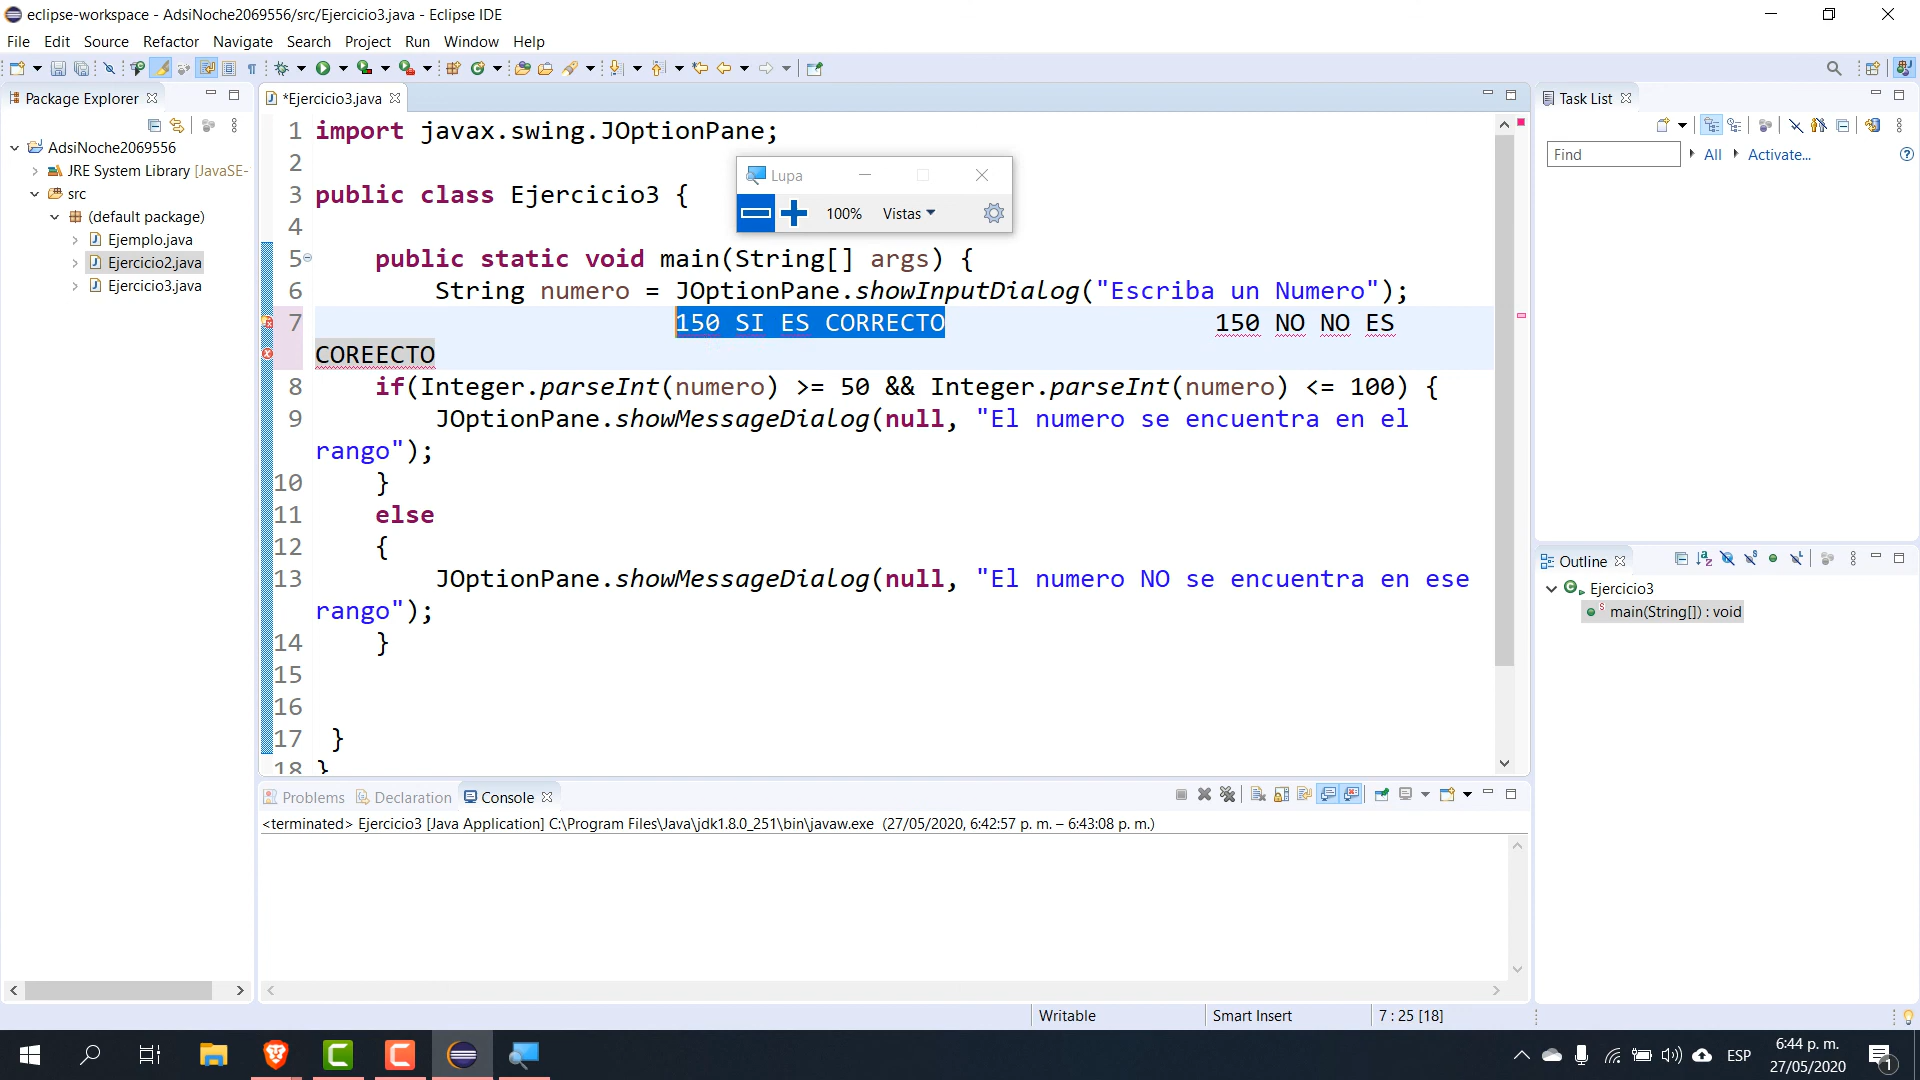 eclipse-workspace - AdsiNoche2069556/src/Ejercicio3.java - Eclipse IDE
File Edit Source Refactor Navigate Search Project Run Window Help
Package Explorer
*Ejercicio3.java
Task List
AdsiNoche2069556
JRE System Library [JavaSE-
src
(default package)
Ejemplo.java
Ejercicio2.java
Ejercicio3.java
1 import javax.swing.JOptionPane;
2
3 public class Ejercicio3 {
4
5 public static void main(String[] args) {
6 String numero = JOptionPane.showInputDialog("Escriba un Numero");
7 150 SI ES CORRECTO 150 NO NO ES
COREECTO
8 if(Integer.parseInt(numero) >= 50 && Integer.parseInt(numero) <= 100) {
9 JOptionPane.showMessageDialog(null, "El numero se encuentra en el
rango");
10 }
11 else
12 {
13 JOptionPane.showMessageDialog(null, "El numero NO se encuentra en ese
rango");
14 }
15
16
17 }
18 }
Lupa
100% Vistas
Find All Activate...
Outline
Ejercicio3
main(String[]) : void
Problems Declaration Console
<terminated> Ejercicio3 [Java Application] C:\Program Files\Java\jdk1.8.0_251\bin\javaw.exe (27/05/2020, 6:42:57 p. m. – 6:43:08 p. m.)
Writable Smart Insert 7 : 25 [18]
ESP
6:44 p. m.
27/05/2020
1